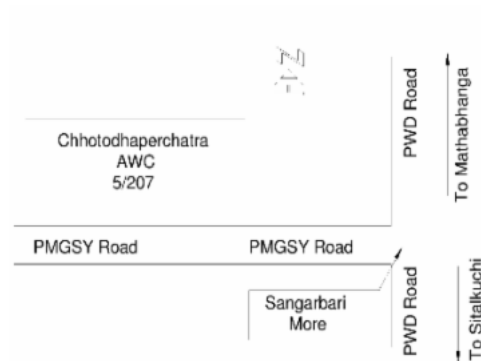 N
PWD Road
To Mathabhanga
Chhotodhaperchatra
AWC
5/207
PMGSY Road
PMGSY Road
Sangarbari
More
PWD Road
To Sitalkuchi